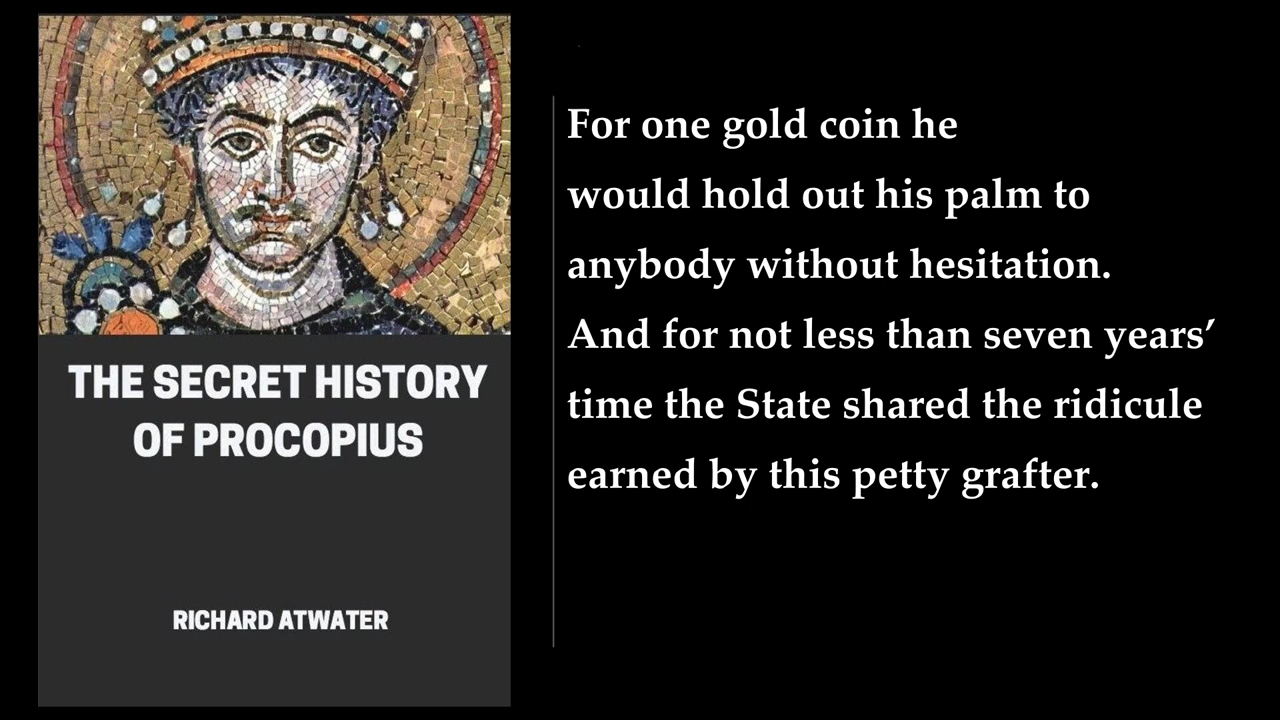 THE SECRET HISTORY
OF PROCOPIUS
RICHARD ATWATER
For one gold coin he
would hold out his palm to
anybody without hesitation.
And for not less than seven years’
time the State shared the ridicule
earned by this petty grafter.